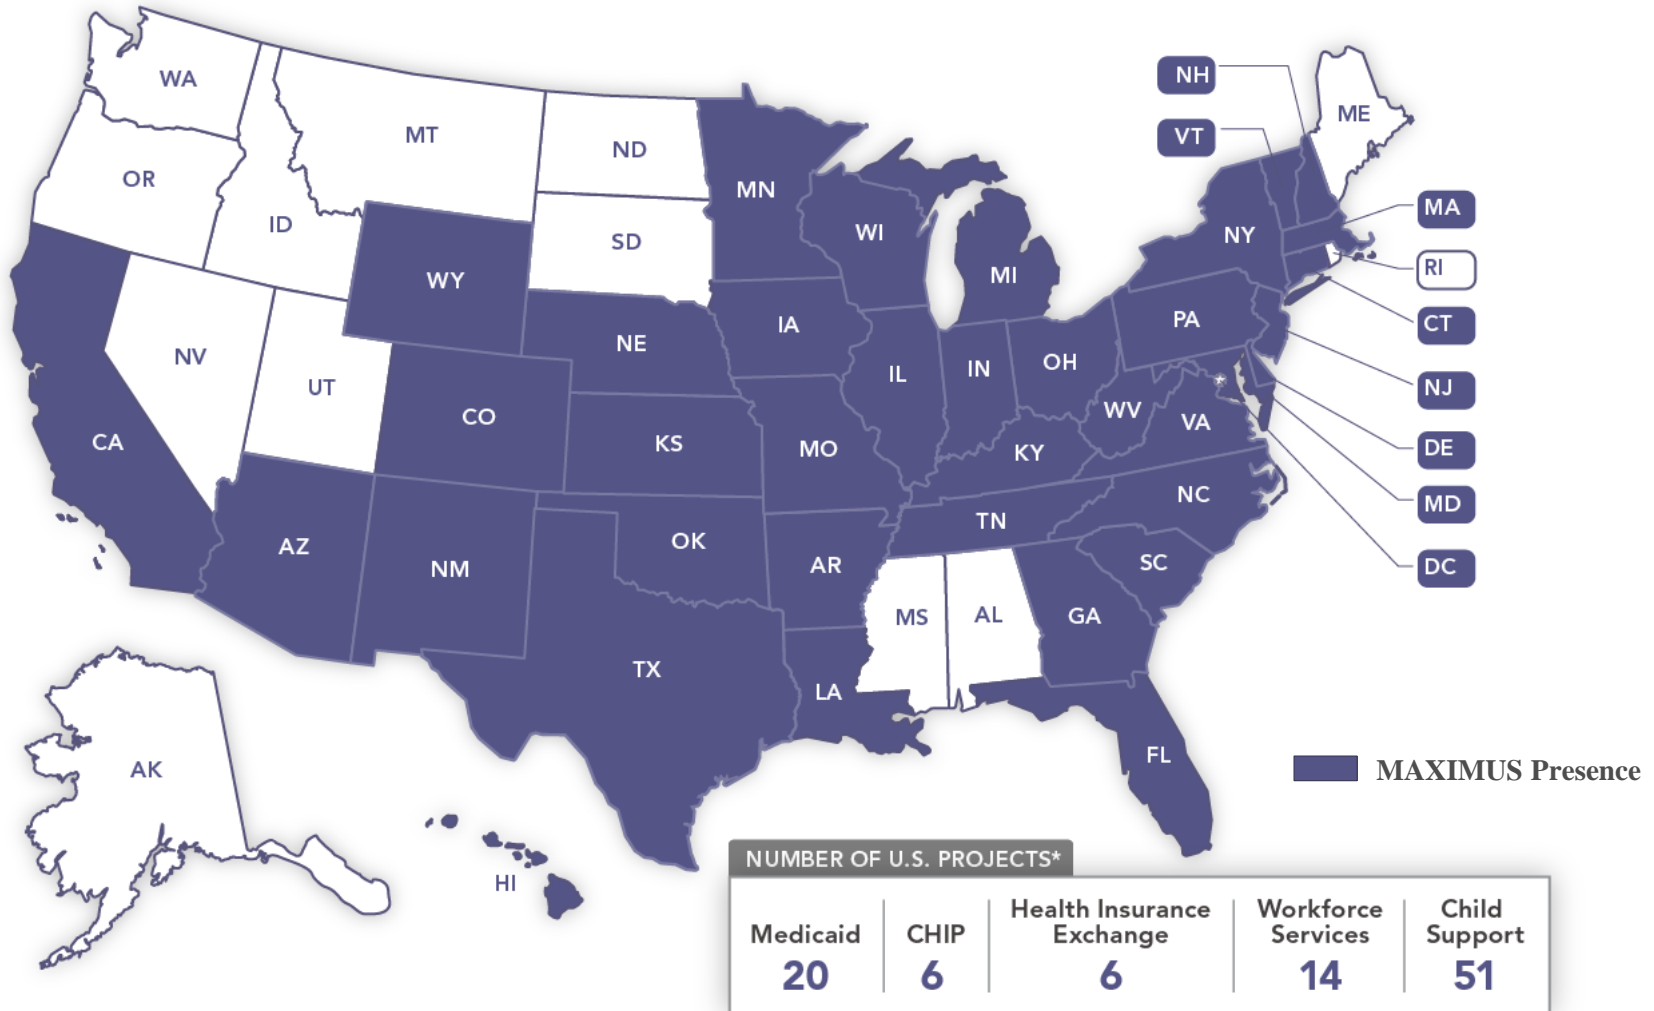 WA
MT
ND
MN
OR
ID
SD
WI
MI
WY
NV
UT
NE
IA
CO
CA
KS
MO
IL
IN
OH
PA
NY
ME
NH
VT
MA
RI
CT
NJ
DE
MD
DC
WV
VA
KY
NC
TN
SC
AZ
NM
OK
AR
MS
AL
GA
TX
LA
FL
AK
HI
MAXIMUS Presence
NUMBER OF U.S. PROJECTS*
Medicaid
20
CHIP
6
Health Insurance
Exchange
6
Workforce
Services
14
Child
Support
51